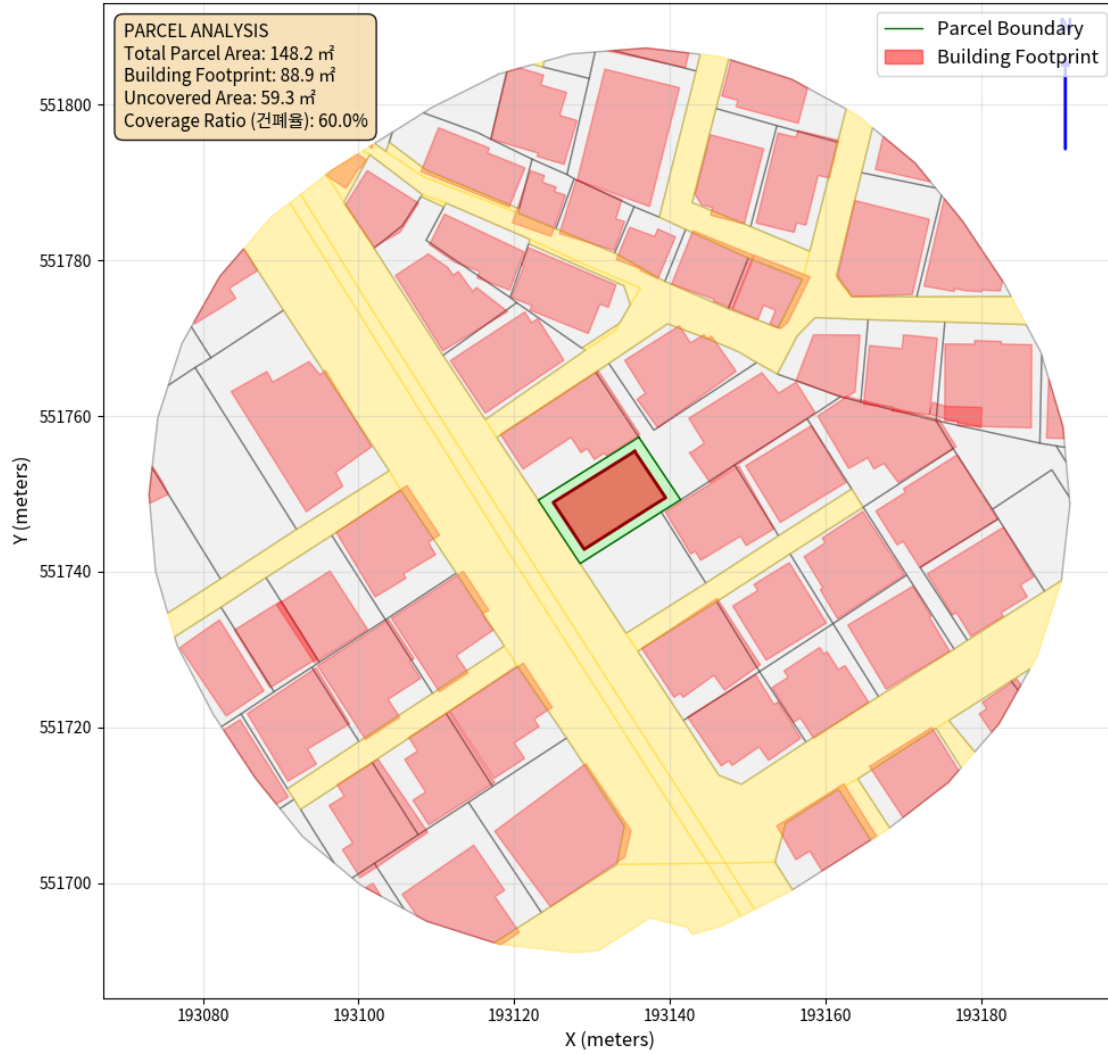 PARCEL ANALYSIS
Total Parcel Area: 148.2 ㎡
Building Footprint: 88.9 ㎡
Uncovered Area: 59.3 ㎡
Coverage Ratio (건폐율): 60.0%
Parcel Boundary
Building Footprint
N
551800
551780
551760
551740
551720
551700
Y (meters)
193080
193100
193120
193140
193160
193180
X (meters)